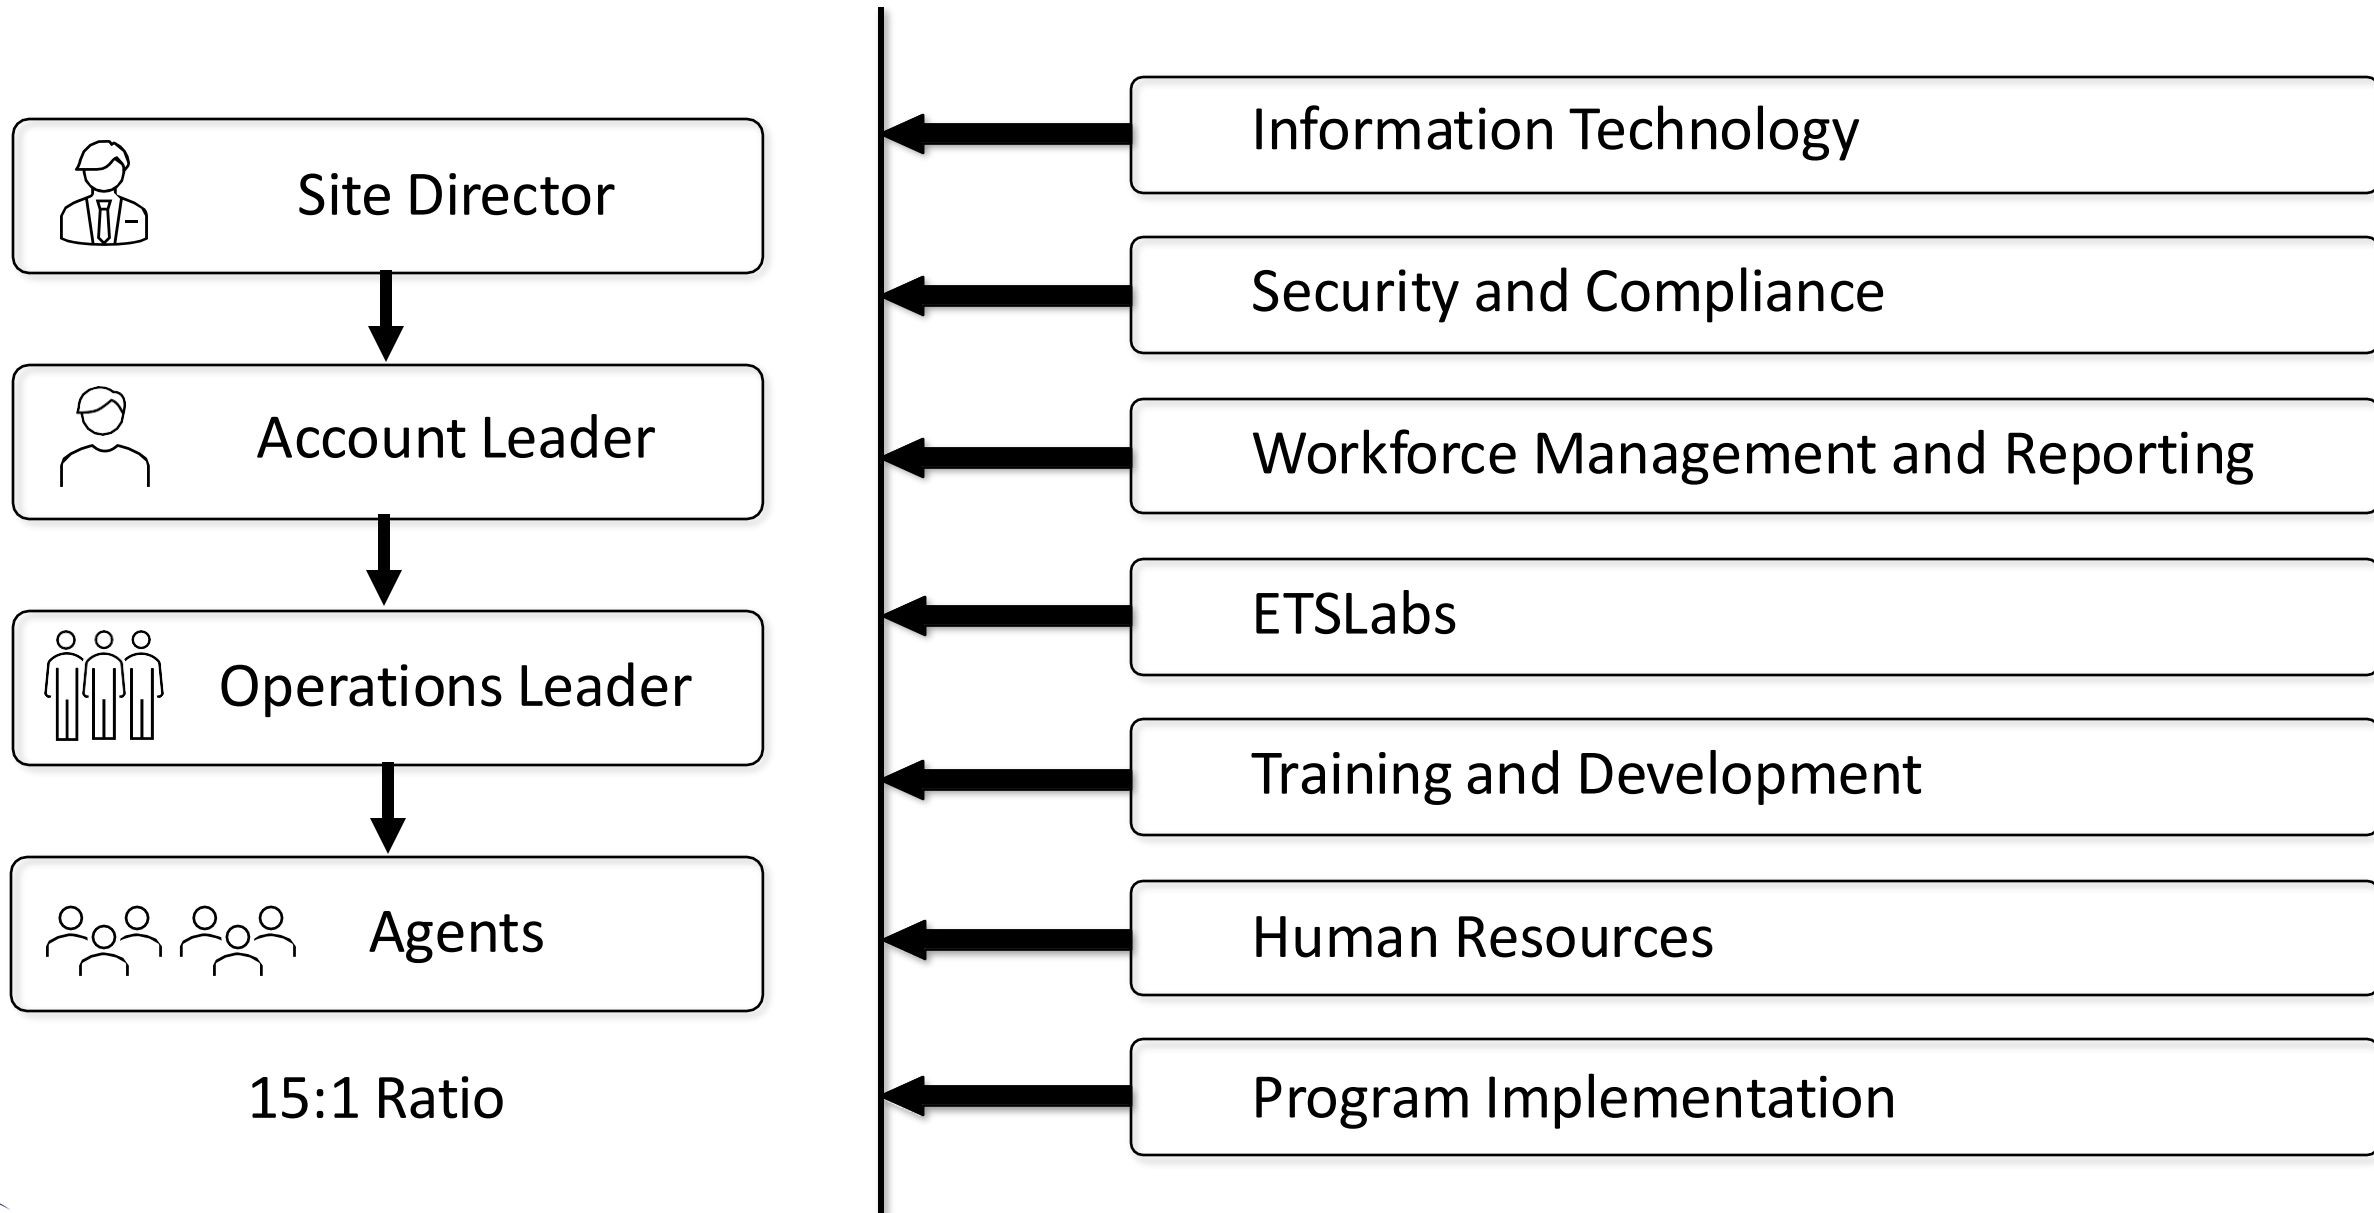 Site Director
Account Leader
Operations Leader
Agents
15:1 Ratio
Information Technology
Security and Compliance
Workforce Management and Reporting
ETSLabs
Training and Development
Human Resources
Program Implementation